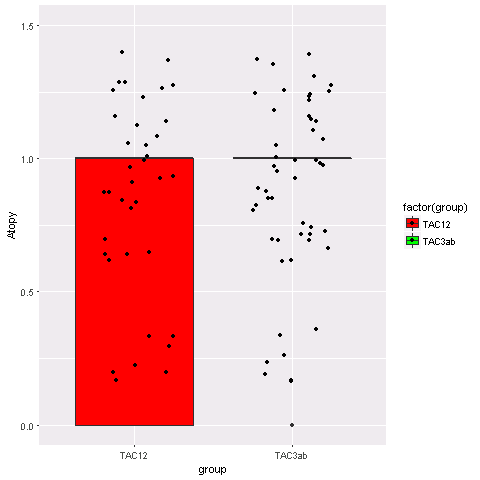 1.5
1.0
0.5
0.0
Atopy
TAC12
TAC3ab
group
factor(group)
TAC12
TAC3ab